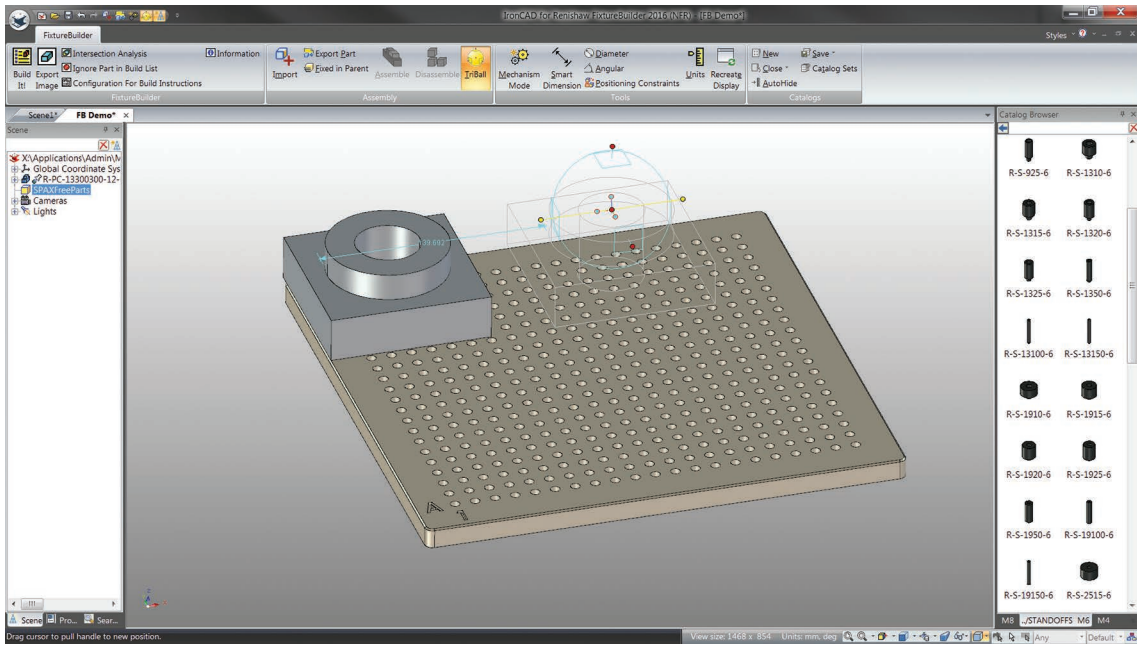 IronCAD for Renishaw FixtureBuilder 2016 (NFR) - [FB Demo*]
FixtureBuilder
Styles
Build It!
Export Image
Intersection Analysis
Ignore Part in Build List
Configuration For Build Instructions
Information
FixtureBuilder
Import
Export Part
Fixed in Parent
Assemble
Disassemble
TriBall
Assembly
Mechanism Mode
Smart Dimension
Diameter
Angular
Positioning Constraints
Units
Recreate Display
Tools
New
Save
Close
Catalog Sets
AutoHide
Catalogs
Scene1*
FB Demo*
Scene
X:\Applications\Admin\
Global Coordinate Sys
R-PC-13300300-12-
SPAXFreeParts
Cameras
Lights
A
1
Catalog Browser
R-S-925-6 R-S-1310-6
R-S-1315-6 R-S-1320-6
R-S-1325-6 R-S-1350-6
R-S-13100-6 R-S-13150-6
R-S-1910-6 R-S-1915-6
R-S-1920-6 R-S-1925-6
R-S-1950-6 R-S-19100-6
R-S-19150-6 R-S-2515-6
M8 ../STANDOFFS M6 M4
Scene Pro... Sear...
Drag cursor to pull handle to new position.
View size: 1468 x 854 Units: mm, deg
Any
Default